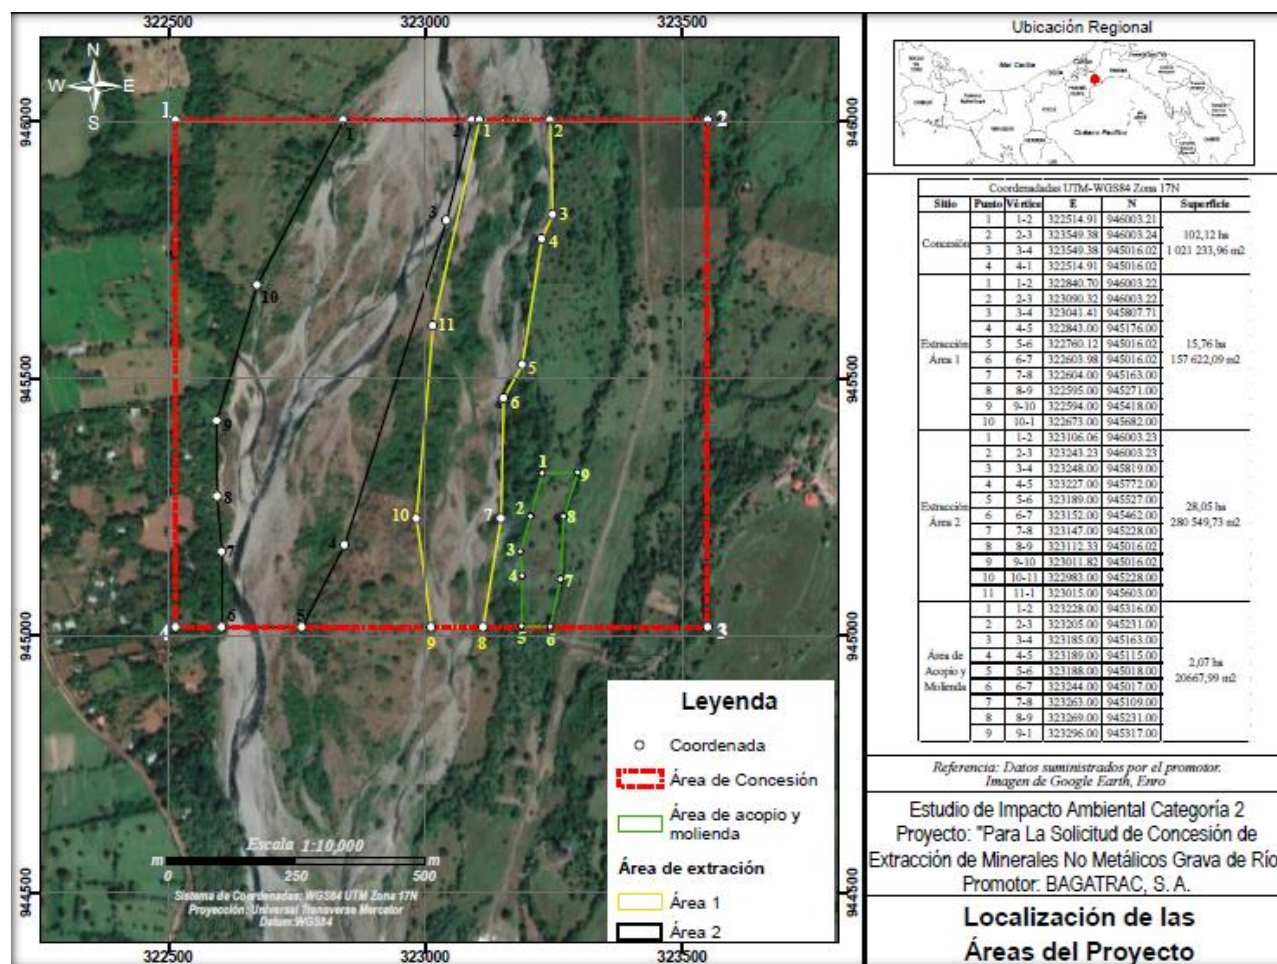 322500
323000
323500
N
W
E
S
946000
946000
945500
945500
945000
945000
944500
944500
1
2
3
4
1
2
3
4
5
6
7
8
9
10
1
2
3
4
5
6
7
8
9
10
11
1
2
3
4
5
6
7
8
9
Leyenda
Coordenada
Área de Concesión
Área de acopio y
molienda
Área de extración
Área 1
Área 2
Escala 1:10,000
m
m
0
250
500
Sistema de Coordenadas: WGS84 UTM Zona 17N
Proyección: Universal Transverse Mercator
Datum:WGS84
322500
323000
323500
Ubicación Regional
Mar Caribe
Océano Pacífico
Coordenadadas UTM-WGS84 Zona 17N
Sitio Punto Vértice E N Superficie
Concesión
1 1-2 322514.91 946003.21
2 2-3 323549.38 946003.24
3 3-4 323549.38 945016.02
4 4-1 322514.91 945016.02
102,12 ha
1 021 233,96 m2
Extracción
Área 1
1 1-2 322840.70 946003.22
2 2-3 323090.32 946003.22
3 3-4 323041.41 945807.71
4 4-5 322843.00 945176.00
5 5-6 322760.12 945016.02
6 6-7 322603.98 945016.02
7 7-8 322604.00 945163.00
8 8-9 322595.00 945271.00
9 9-10 322594.00 945418.00
10 10-1 322673.00 945682.00
15,76 ha
157 622,09 m2
Extracción
Área 2
1 1-2 323106.06 946003.23
2 2-3 323243.23 946003.23
3 3-4 323248.00 945819.00
4 4-5 323227.00 945772.00
5 5-6 323189.00 945527.00
6 6-7 323152.00 945462.00
7 7-8 323147.00 945228.00
8 8-9 323112.33 945016.02
9 9-10 323011.82 945016.02
10 10-11 322983.00 945228.00
11 11-1 323015.00 945603.00
28,05 ha
280 549,73 m2
Área de
Acopio y
Molienda
1 1-2 323228.00 945316.00
2 2-3 323205.00 945231.00
3 3-4 323185.00 945163.00
4 4-5 323189.00 945115.00
5 5-6 323188.00 945018.00
6 6-7 323244.00 945017.00
7 7-8 323263.00 945109.00
8 8-9 323269.00 945231.00
9 9-1 323296.00 945317.00
2,07 ha
20667,99 m2
Referencia: Datos suministrados por el promotor.
Imagen de Google Earth, Enro
Estudio de Impacto Ambiental Categoría 2
Proyecto: "Para La Solicitud de Concesión de
Extracción de Minerales No Metálicos Grava de Río
Promotor: BAGATRAC, S. A.
Localización de las
Áreas del Proyecto